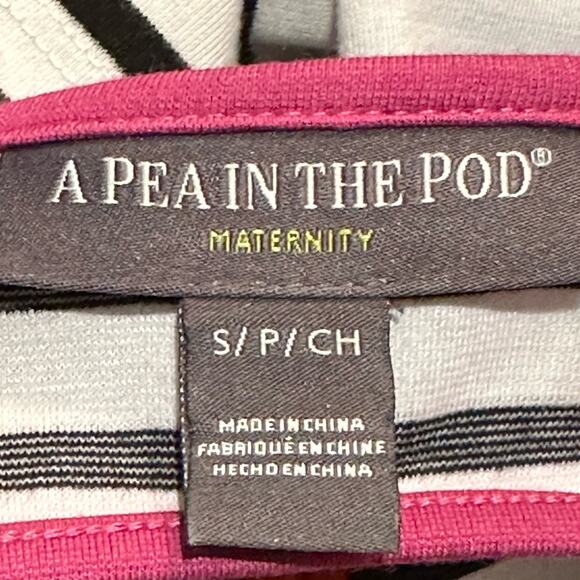 A PEA IN THE POD®
MATERNITY
S/ P/ CH
MADE IN CHINA
FABRIQUÉ EN CHINE
HECHO EN CHINA